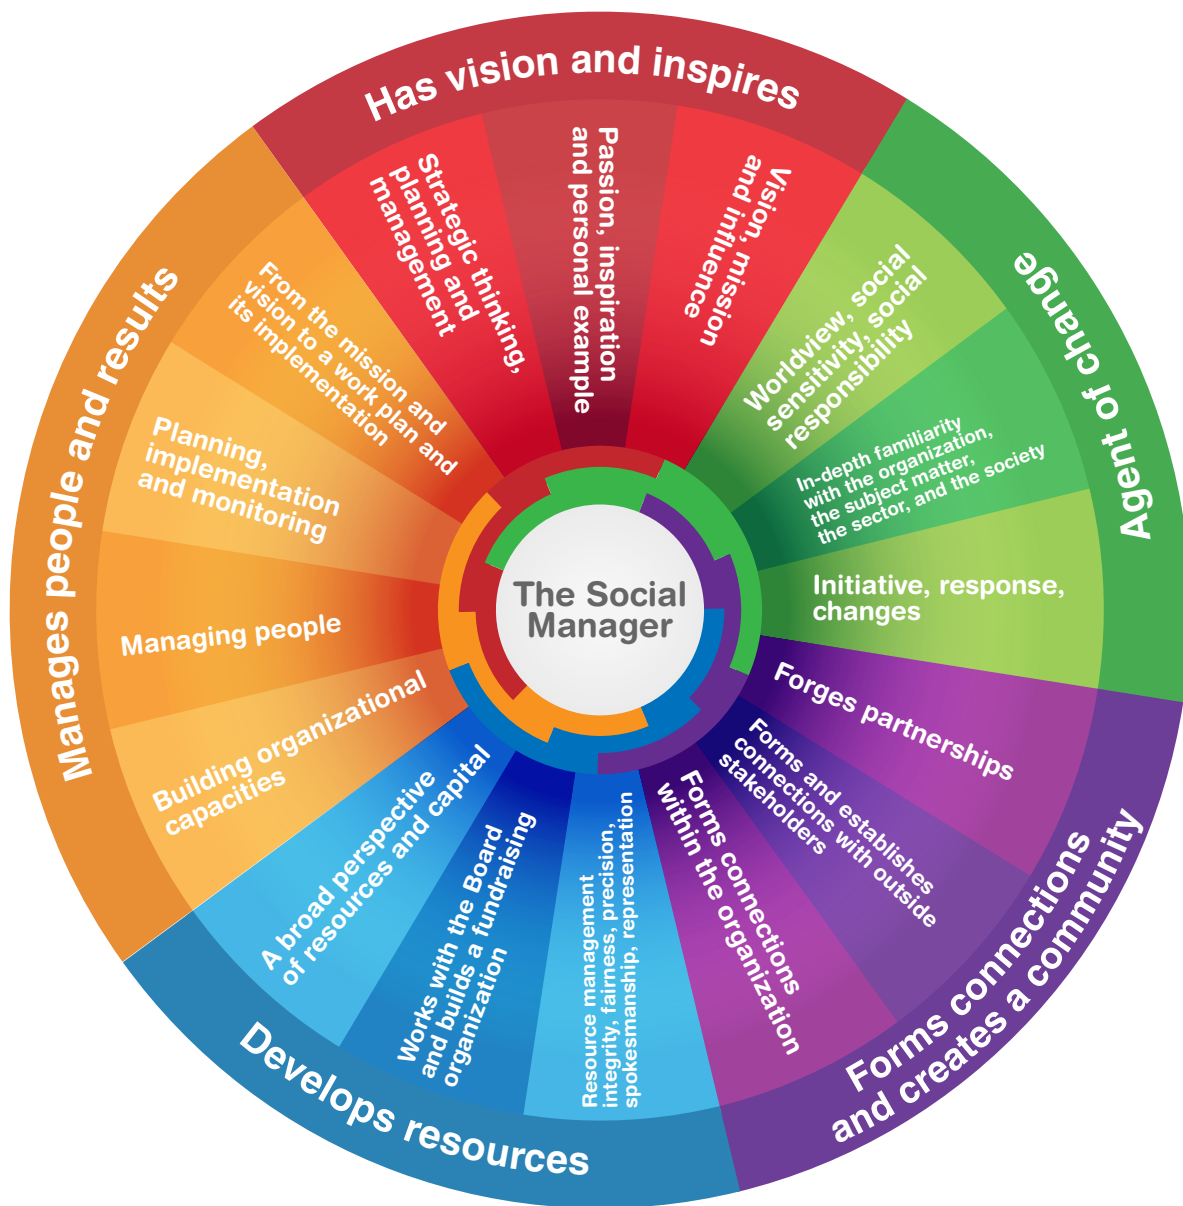 Has vision and inspires
Strategic thinking,
planning and
management
Passion, inspiration
and personal example
Vision, mission
and influence
Agent of change
Worldview, social
sensitivity, social
responsibility
In-depth familiarity
with the organization,
the subject matter,
the sector, and the society
Initiative, response,
changes
Forms connections
and creates a community
Forges partnerships
Forms and establishes
connections with outside
stakeholders
Forms connections
within the organization
Develops resources
Resource management
integrity, fairness, precision,
spokesmanship, representation
Works with the Board
and builds a fundraising
organization
A broad perspective
of resources and capital
Manages people and results
Building organizational
capacities
Managing people
Planning,
implementation
and monitoring
From the mission and
vision to a work plan and
its implementation
The Social
Manager